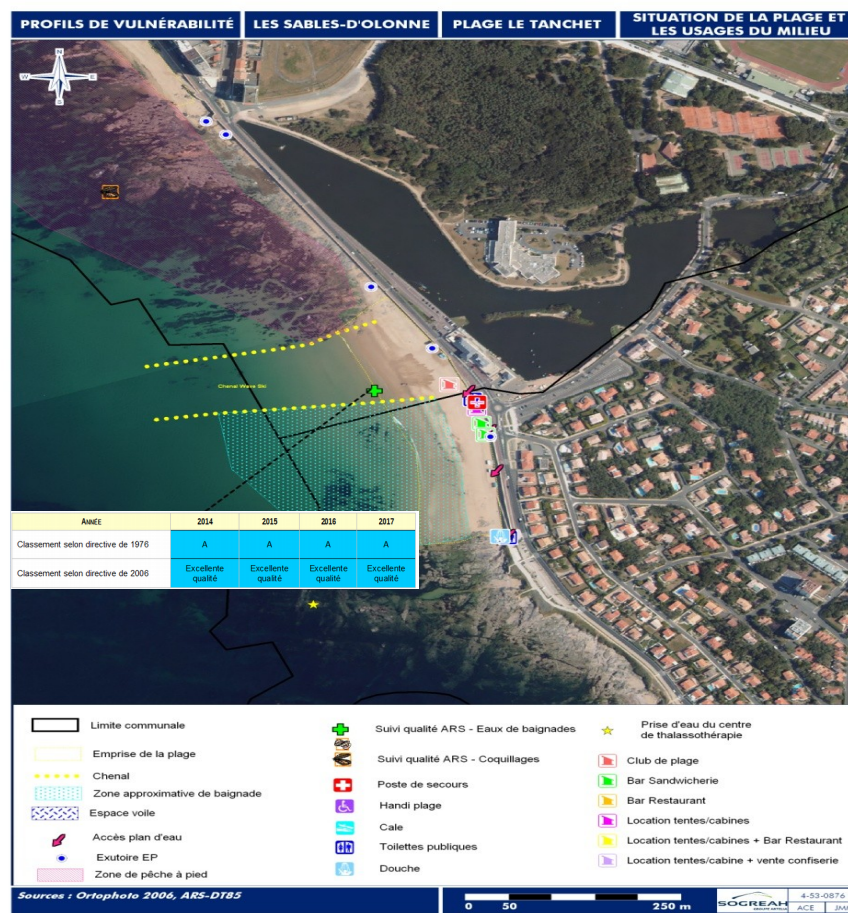 PROFILS DE VULNÉRABILITÉ
LES SABLES-D'OLONNE
PLAGE LE TANCHET
SITUATION DE LA PLAGE ET
LES USAGES DU MILIEU
N
W
E
S
Chenal Wave Ski
ANNÉE 2014 2015 2016 2017
Classement selon directive de 1976 A A A A
Classement selon directive de 2006 Excellente qualité Excellente qualité Excellente qualité Excellente qualité
Limite communale
Emprise de la plage
Chenal
Zone approximative de baignade
Espace voile
Accès plan d'eau
Exutoire EP
Zone de pêche à pied
Suivi qualité ARS - Eaux de baignades
Suivi qualité ARS - Coquillages
Poste de secours
Handi plage
Cale
Toilettes publiques
Douche
Prise d'eau du centre
de thalassothérapie
Club de plage
Bar Sandwicherie
Bar Restaurant
Location tentes/cabines
Location tentes/cabines + Bar Restaurant
Location tentes/cabine + vente confiserie
Sources : Ortophoto 2006, ARS-DT85
0 50 250 m
SOGREAH
4-53-0876
ACE JMI